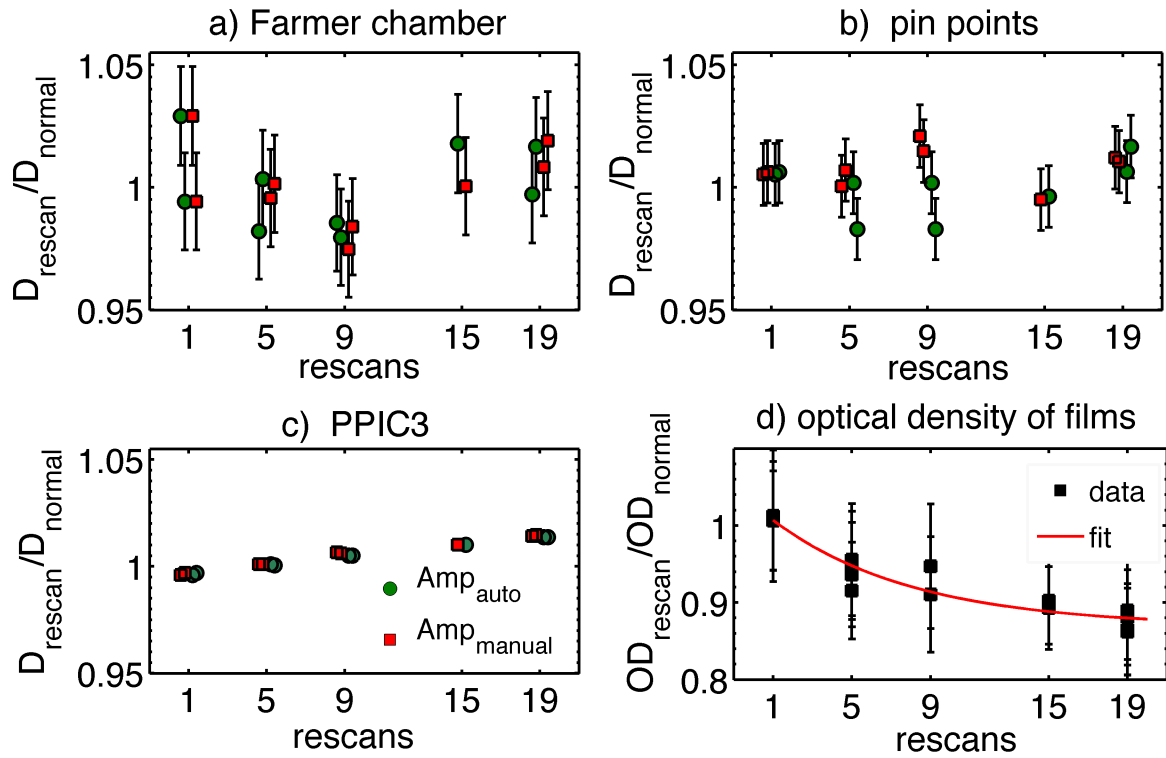 a) Farmer chamber
1.05
1
0.95
D_rescan/D_normal
1 5 9 15 19
rescans
b) pin points
1.05
1
0.95
D_rescan/D_normal
1 5 9 15 19
rescans
c) PPIC3
1.05
1
0.95
D_rescan/D_normal
Amp_auto
Amp_manual
1 5 9 15 19
rescans
d) optical density of films
1
0.9
0.8
OD_rescan/OD_normal
data
fit
1 5 9 15 19
rescans